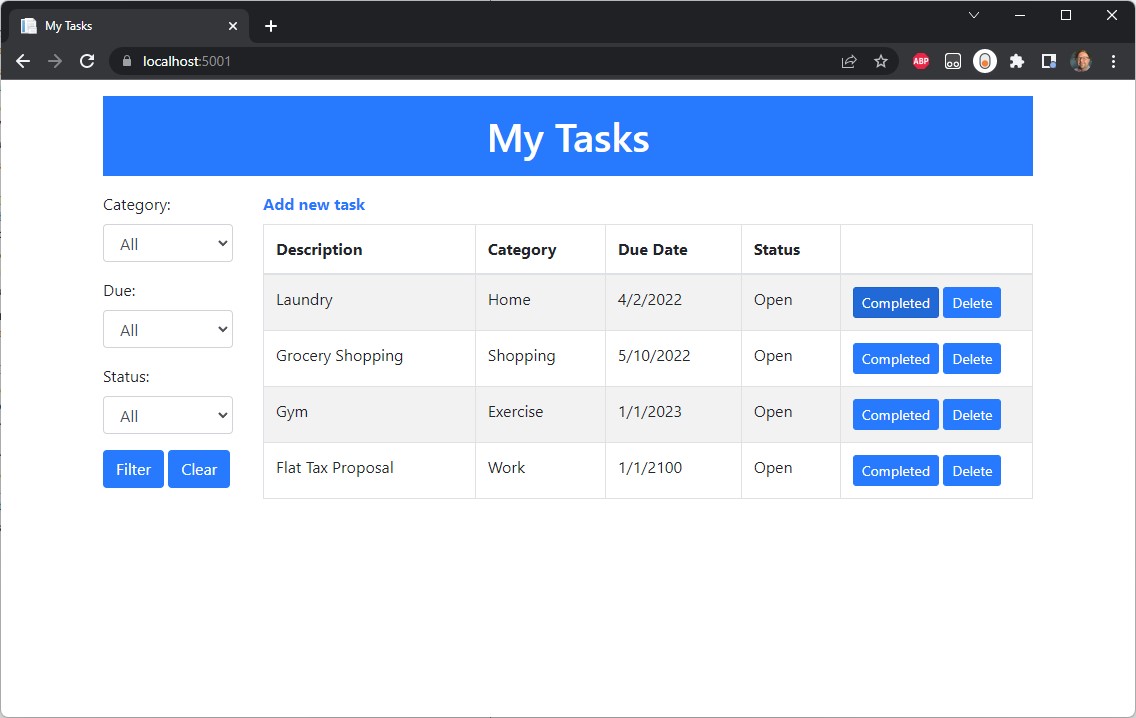 My Tasks
localhost:5001
ABP
My Tasks
Category:
All
Due:
All
Status:
All
Filter Clear
Add new task
Description Category Due Date Status
Laundry Home 4/2/2022 Open Completed Delete
Grocery Shopping Shopping 5/10/2022 Open Completed Delete
Gym Exercise 1/1/2023 Open Completed Delete
Flat Tax Proposal Work 1/1/2100 Open Completed Delete